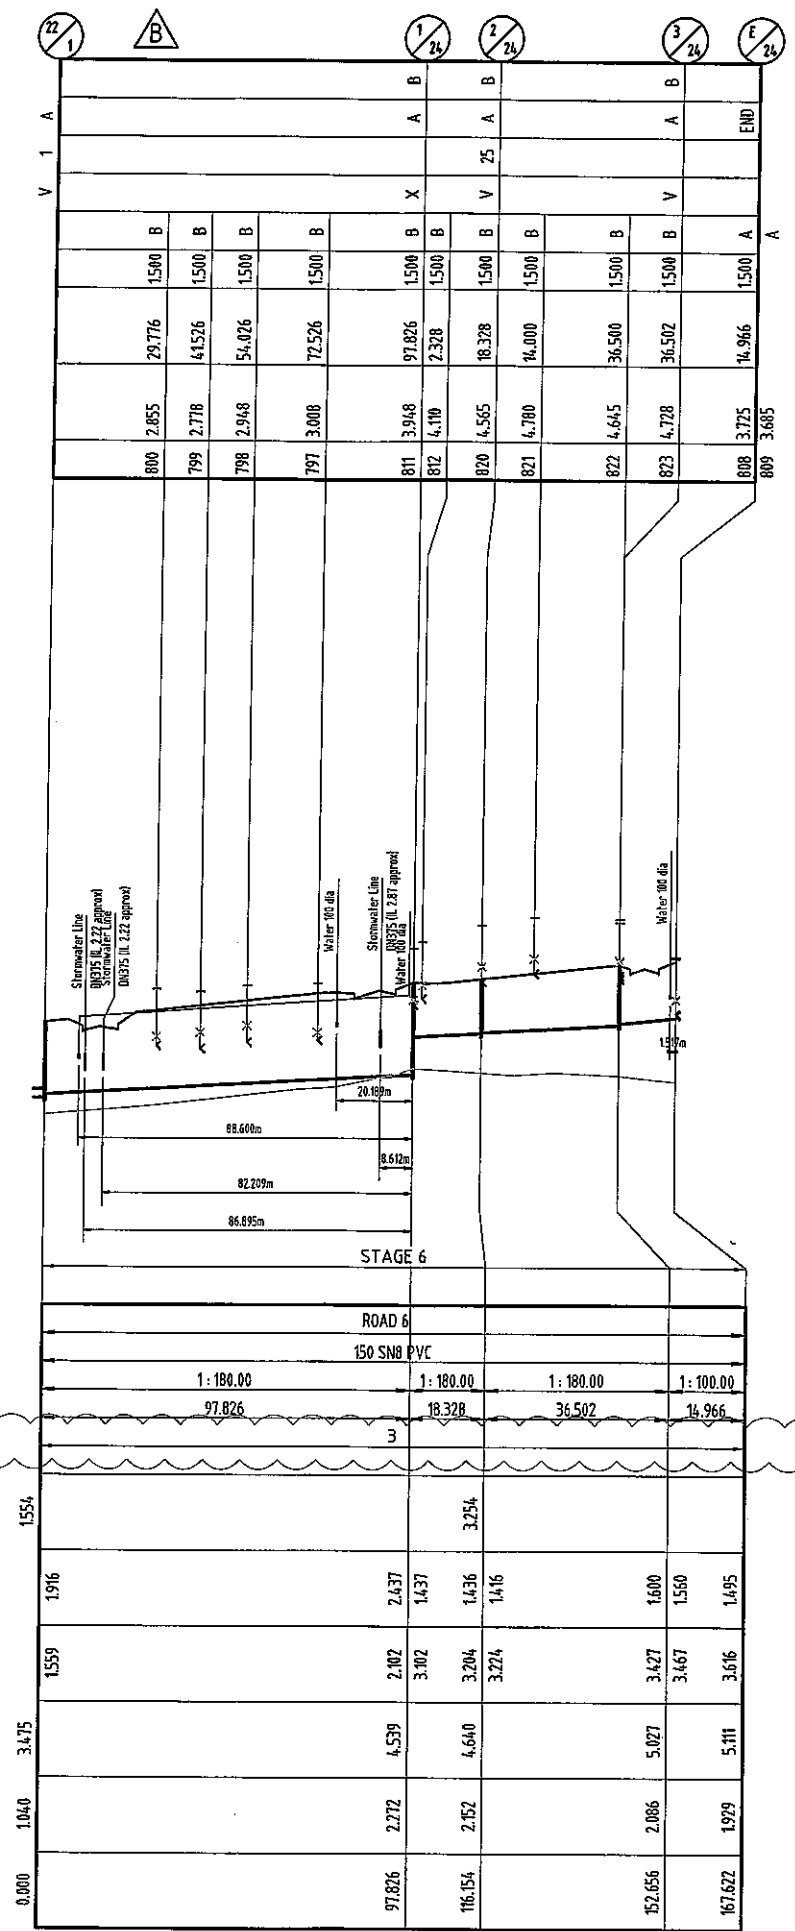 22
1
B
1
24
2
24
3
24
E
24
B
B
B
A
A
A
A
END
1
25
V
X
V
V
B
B
B
B
B
B
B
B
B
B
A
A
1.500
1.500
1.500
1.500
1.500
1.500
1.500
1.500
1.500
1.500
1.500
29.776
41.526
54.026
72.526
97.826
2.328
18.328
14.000
36.500
36.502
14.966
2.855
2.778
2.948
3.008
3.948
4.110
4.565
4.780
4.645
4.728
3.725
3.685
800
799
798
797
811
812
820
821
822
823
808
809
Stormwater Line
DN375 (IL 2.22 approx)
Stormwater Line
DN375 (IL 2.22 approx)
Water 100 dia
Stormwater Line
DN375 (IL 2.87 approx)
Water 100 dia
Water 100 dia
1.517m
20.189m
88.600m
8.612m
82.209m
86.895m
STAGE 6
ROAD 6
150 SN8 PVC
1 : 180.00
1 : 180.00
1 : 180.00
1 : 100.00
97.826
18.328
36.502
14.966
3
1.554
3.254
1.916
2.437
1.437
1.436
1.416
1.600
1.560
1.495
1.559
2.102
3.102
3.204
3.224
3.427
3.467
3.616
3.475
4.539
4.640
5.027
5.111
1.040
2.272
2.152
2.086
1.929
0.000
97.826
116.154
152.656
167.622